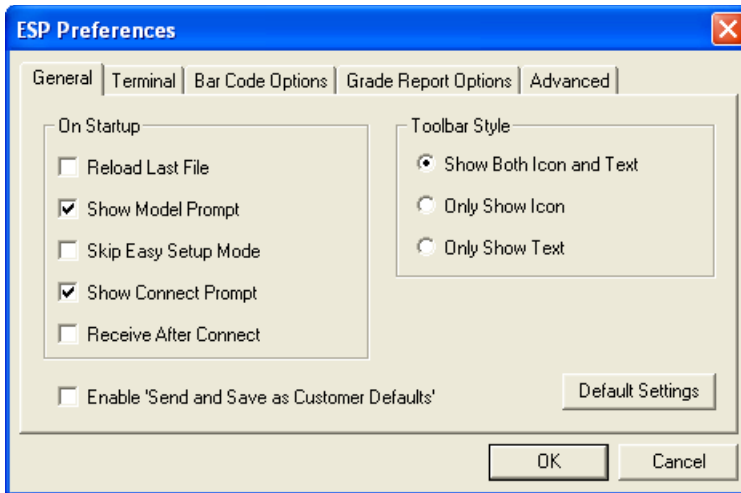 ESP Preferences
General Terminal Bar Code Options Grade Report Options Advanced
On Startup
Reload Last File
Show Model Prompt
Skip Easy Setup Mode
Show Connect Prompt
Receive After Connect
Toolbar Style
Show Both Icon and Text
Only Show Icon
Only Show Text
Enable 'Send and Save as Customer Defaults'
Default Settings
OK Cancel